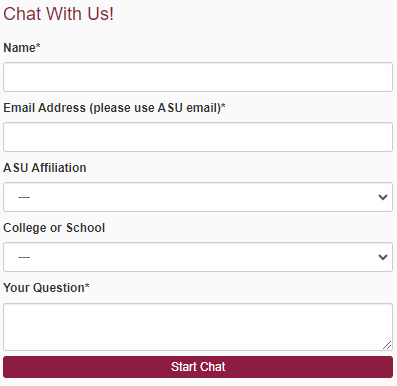 Chat With Us!
Name*
Email Address (please use ASU email)*
ASU Affiliation
---
College or School
---
Your Question*
Start Chat